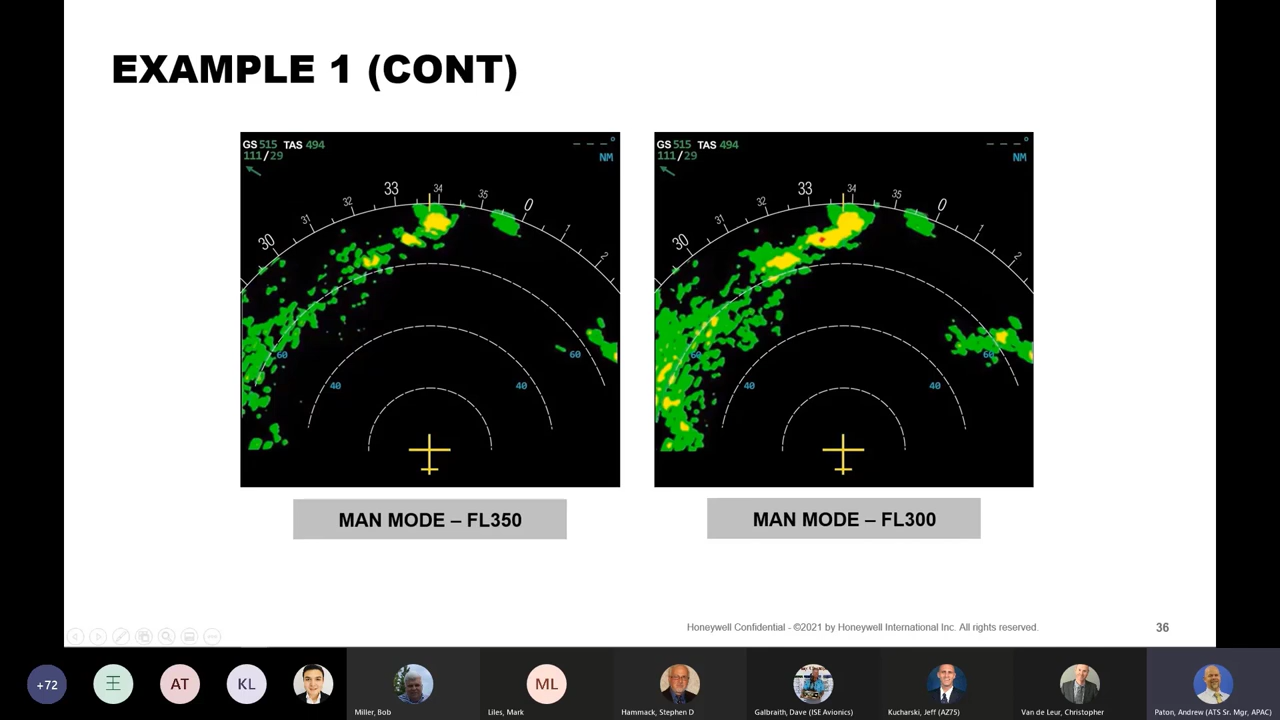 EXAMPLE 1 (CONT)
GS 515 TAS 494
111/29
---°
NM
30 31 32 33 34 35 0 1 2
60 60
40 40
GS 515 TAS 494
111/29
---°
NM
30 31 32 33 34 35 0 1 2
60 60
40 40
MAN MODE – FL350
MAN MODE – FL300
Honeywell Confidential - ©2021 by Honeywell International Inc. All rights reserved.
36
+72
王
AT
KL
ML
Miller, Bob
Liles, Mark
Hammack, Stephen D
Galbraith, Dave (ISE Avionics)
Kucharski, Jeff (AZ75)
Van de Leur, Christopher
Paton, Andrew (ATS Sr. Mgr, APAC)